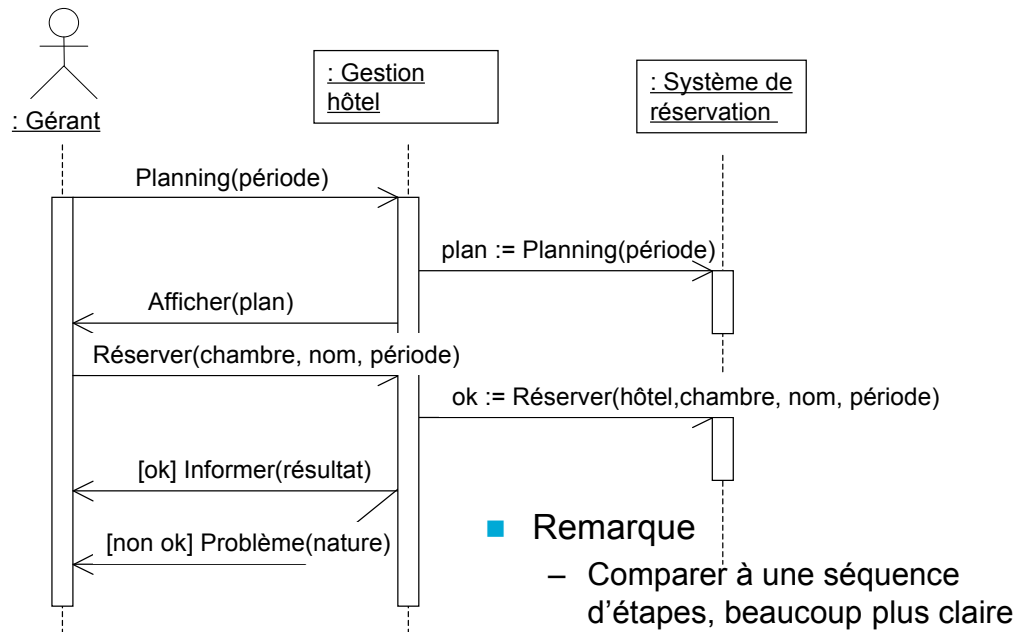 : Gérant
: Gestion
hôtel
: Système de
réservation
Planning(période)
plan := Planning(période)
Afficher(plan)
Réserver(chambre, nom, période)
ok := Réserver(hôtel,chambre, nom, période)
[ok] Informer(résultat)
[non ok] Problème(nature)
Remarque
– Comparer à une séquence
d'étapes, beaucoup plus claire